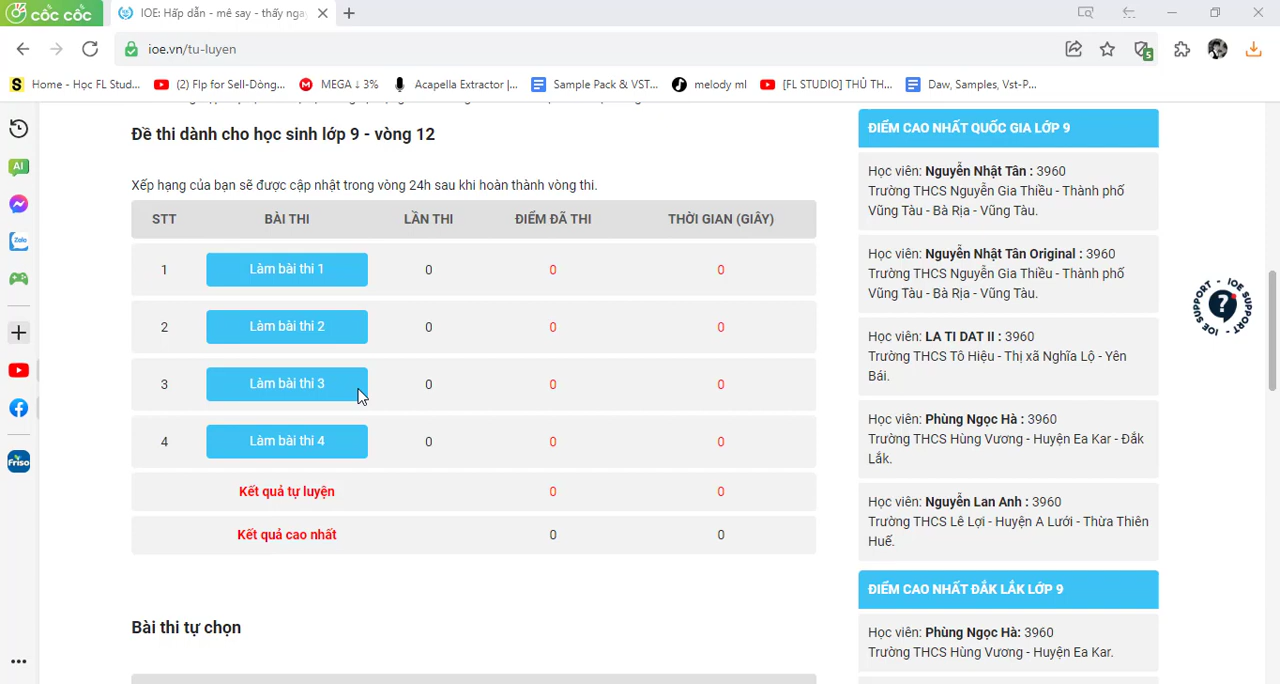 cốc cốc
IOE: Hấp dẫn - mê say - thấy nga
ioe.vn/tu-luyen
5
S Home - Học FL Stud...
(2) Flp for Sell-Dòng...
M MEGA ↓ 3%
Acapella Extractor |...
Sample Pack & VST...
melody ml
[FL STUDIO] THỦ TH...
Daw, Samples, Vst-P...
AI
Zalo
Friso
Đề thi dành cho học sinh lớp 9 - vòng 12
Xếp hạng của bạn sẽ được cập nhật trong vòng 24h sau khi hoàn thành vòng thi.
STT BÀI THI LẦN THI ĐIỂM ĐÃ THI THỜI GIAN (GIÂY)
1 Làm bài thi 1 0 0 0
2 Làm bài thi 2 0 0 0
3 Làm bài thi 3 0 0 0
4 Làm bài thi 4 0 0 0
Kết quả tự luyện 0 0
Kết quả cao nhất 0 0
Bài thi tự chọn
ĐIỂM CAO NHẤT QUỐC GIA LỚP 9
Học viên: Nguyễn Nhật Tân : 3960
Trường THCS Nguyễn Gia Thiều - Thành phố
Vũng Tàu - Bà Rịa - Vũng Tàu.
Học viên: Nguyễn Nhật Tân Original : 3960
Trường THCS Nguyễn Gia Thiều - Thành phố
Vũng Tàu - Bà Rịa - Vũng Tàu.
Học viên: LA TI DAT II : 3960
Trường THCS Tô Hiệu - Thị xã Nghĩa Lộ - Yên
Bái.
Học viên: Phùng Ngọc Hà : 3960
Trường THCS Hùng Vương - Huyện Ea Kar - Đắk
Lắk.
Học viên: Nguyễn Lan Anh : 3960
Trường THCS Lê Lợi - Huyện A Lưới - Thừa Thiên
Huế.
ĐIỂM CAO NHẤT ĐẮK LẮK LỚP 9
Học viên: Phùng Ngọc Hà: 3960
Trường THCS Hùng Vương - Huyện Ea Kar.
IOE SUPPORT - IOE SUPPORT -
?